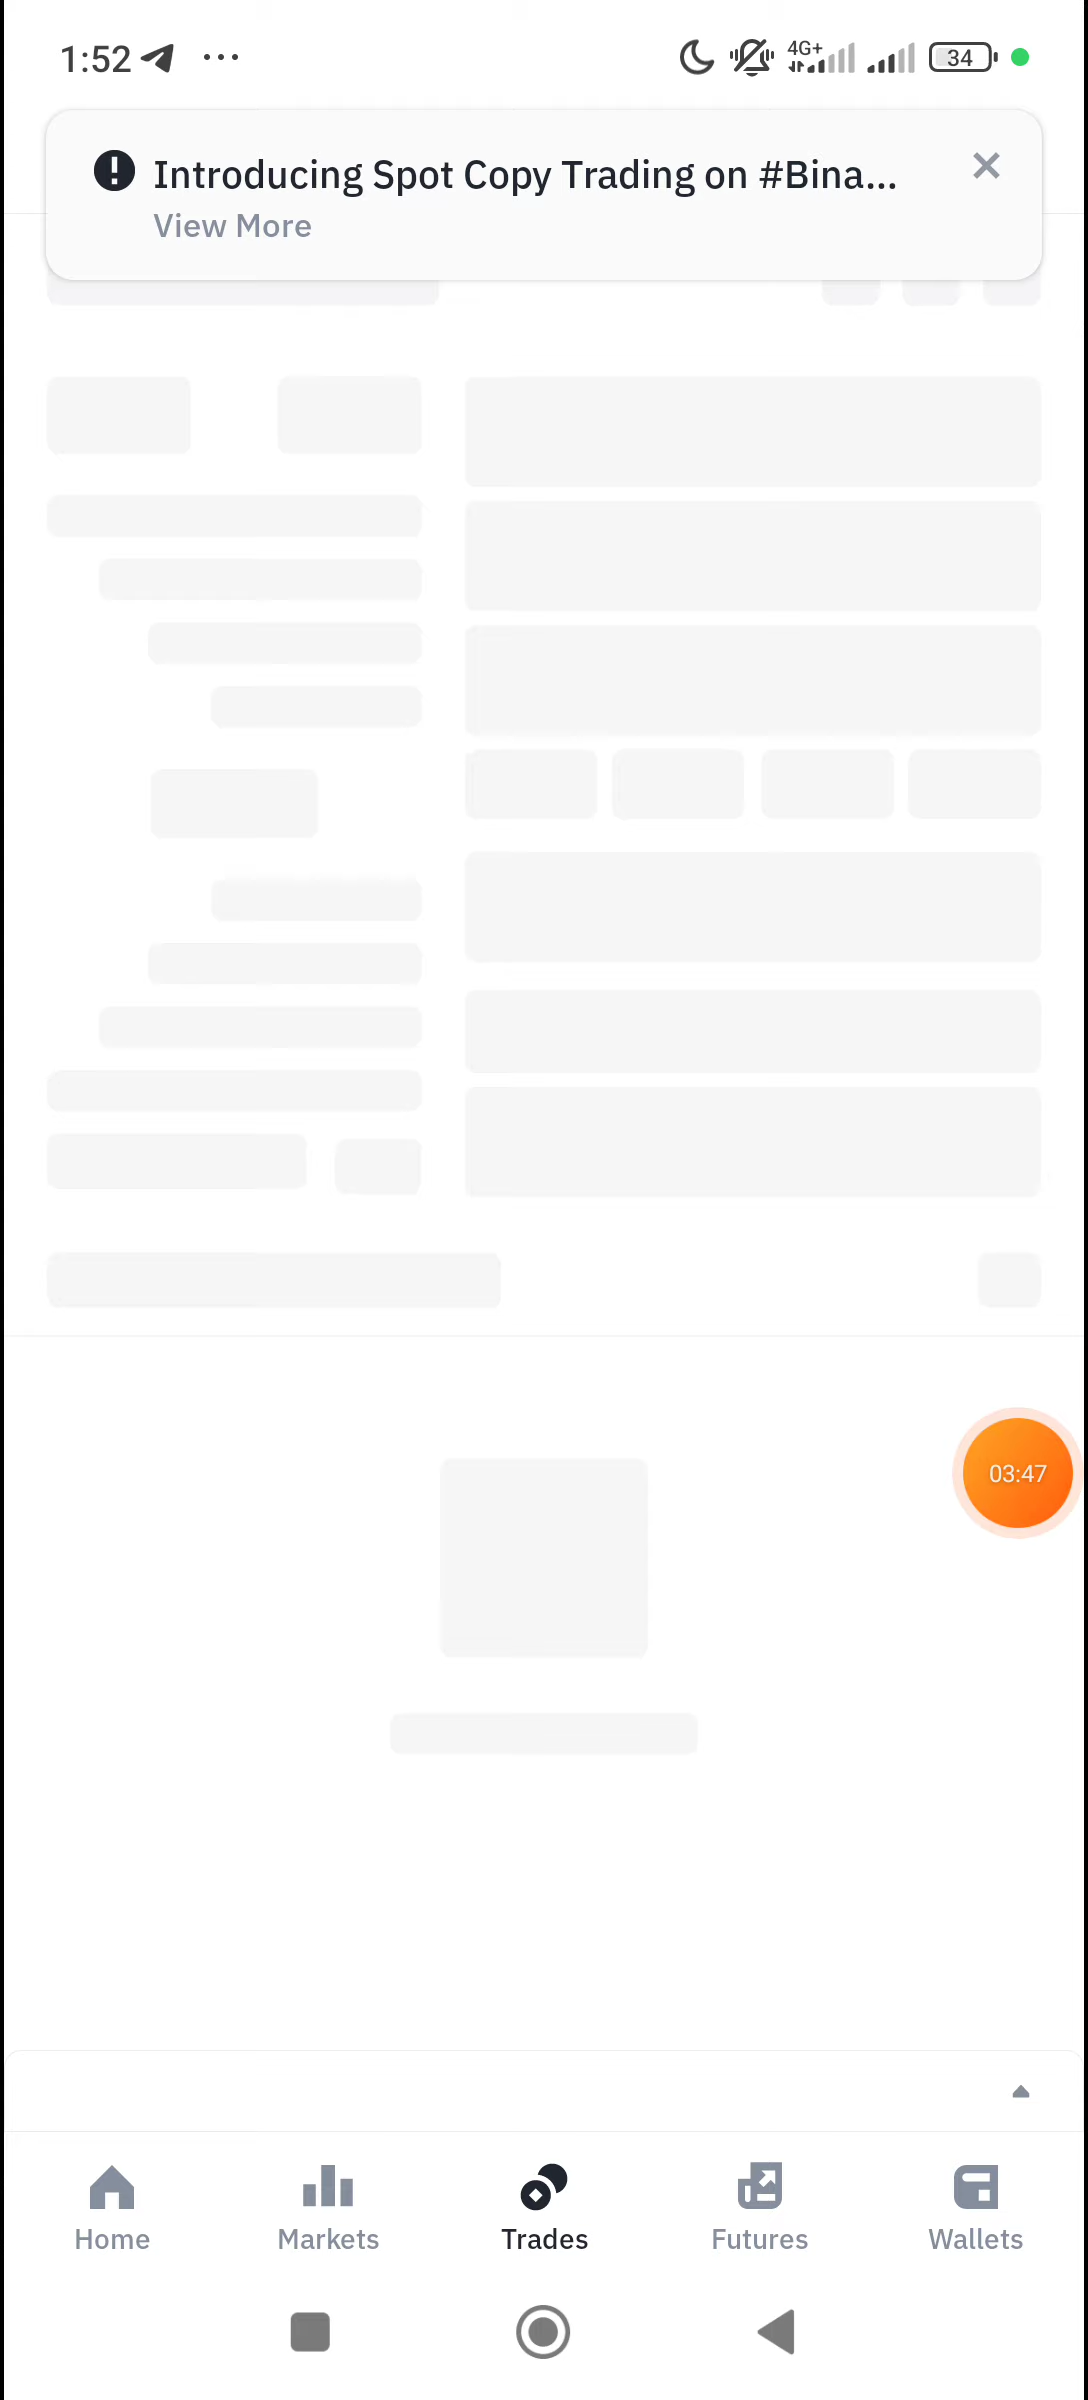 1:52
4G+
34
Introducing Spot Copy Trading on #Bina...
View More
03:47
Home
Markets
Trades
Futures
Wallets